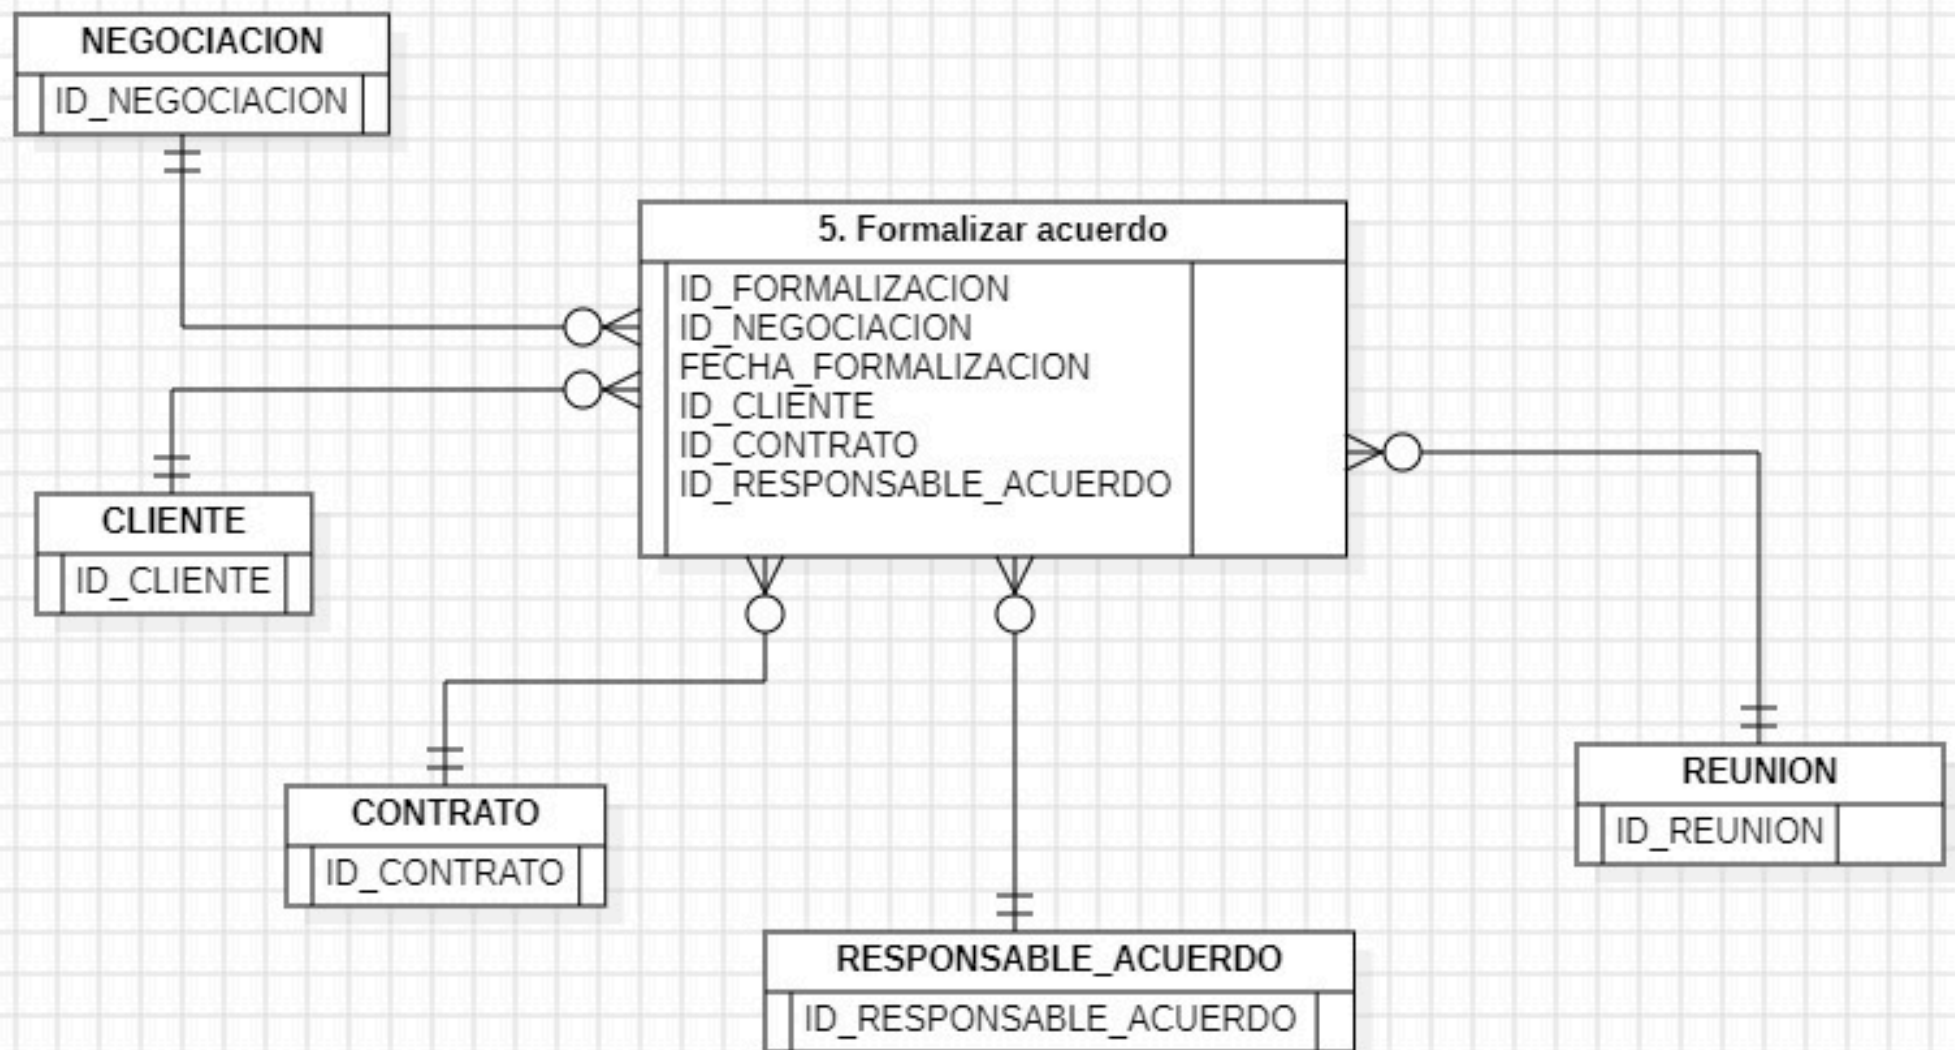 NEGOCIACION
ID_NEGOCIACION
5. Formalizar acuerdo
ID_FORMALIZACION
ID_NEGOCIACION
FECHA_FORMALIZACION
ID_CLIENTE
ID_CONTRATO
ID_RESPONSABLE_ACUERDO
CLIENTE
ID_CLIENTE
CONTRATO
ID_CONTRATO
REUNION
ID_REUNION
RESPONSABLE_ACUERDO
ID_RESPONSABLE_ACUERDO